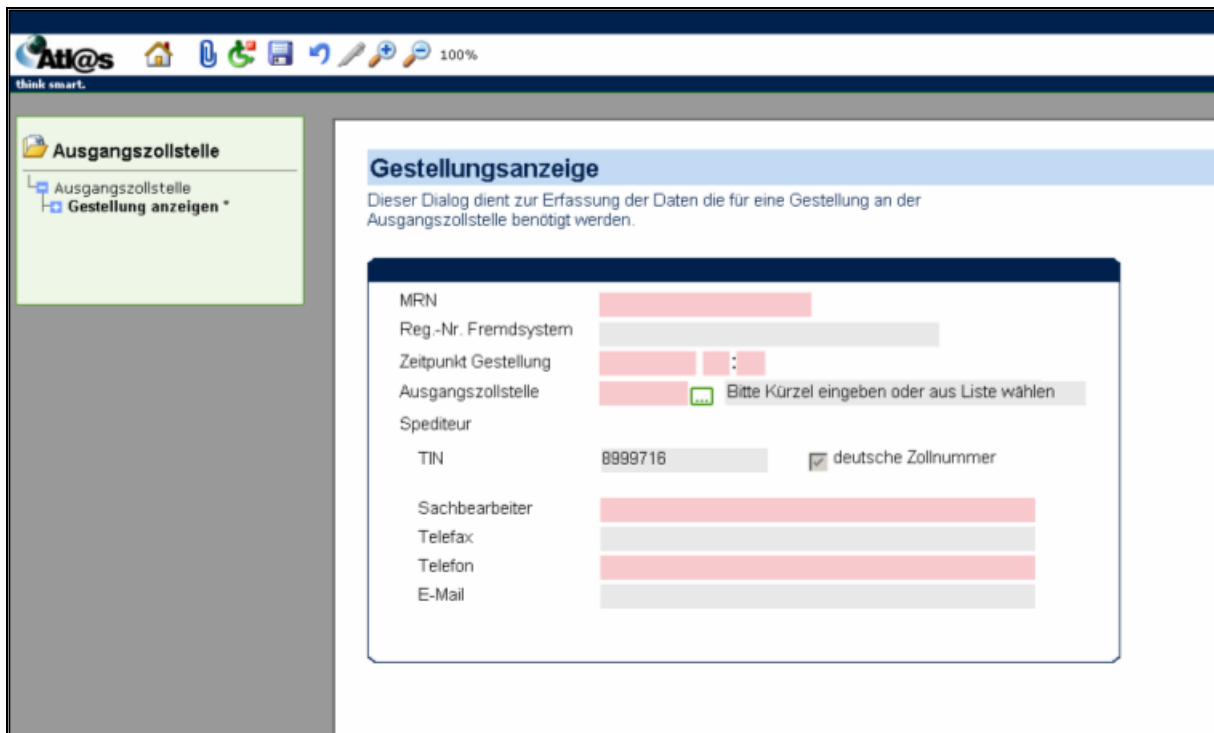 Atl@s
100%
think smart.
Ausgangszollstelle
Ausgangszollstelle
Gestellung anzeigen *
Gestellungsanzeige
Dieser Dialog dient zur Erfassung der Daten die für eine Gestellung an der
Ausgangszollstelle benötigt werden.
MRN
Reg.-Nr. Fremdsystem
Zeitpunkt Gestellung :
Ausgangszollstelle ... Bitte Kürzel eingeben oder aus Liste wählen
Spediteur
TIN 8999716 deutsche Zollnummer
Sachbearbeiter
Telefax
Telefon
E-Mail